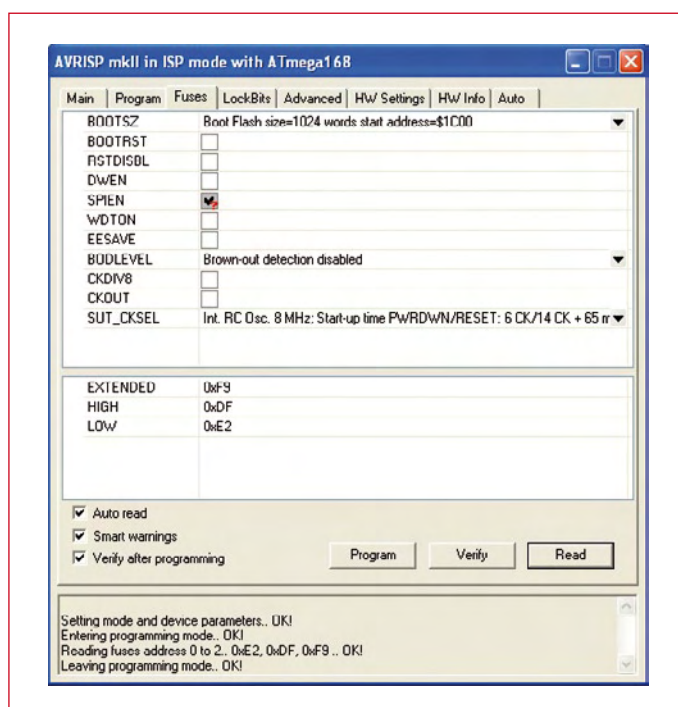 AVRISP mkII in ISP mode with ATmega168
Main Program Fuses LockBits Advanced HW Settings HW Info Auto
BOOTSZ Boot Flash size=1024 words start address=$1C00
BOOTRST
RSTDISBL
DWEN
SPIEN
WDTON
EESAVE
BODLEVEL Brown-out detection disabled
CKDIV8
CKOUT
SUT_CKSEL Int. RC Osc. 8 MHz; Start-up time PWRDWN/RESET: 6 CK/14 CK + 65 m
EXTENDED 0xF9
HIGH 0xDF
LOW 0xE2
Auto read
Smart warnings
Verify after programming
Program Verify Read
Setting mode and device parameters.. OK!
Entering programming mode.. OK!
Reading fuses address 0 to 2.. 0xE2, 0xDF, 0xF9 .. OK!
Leaving programming mode.. OK!